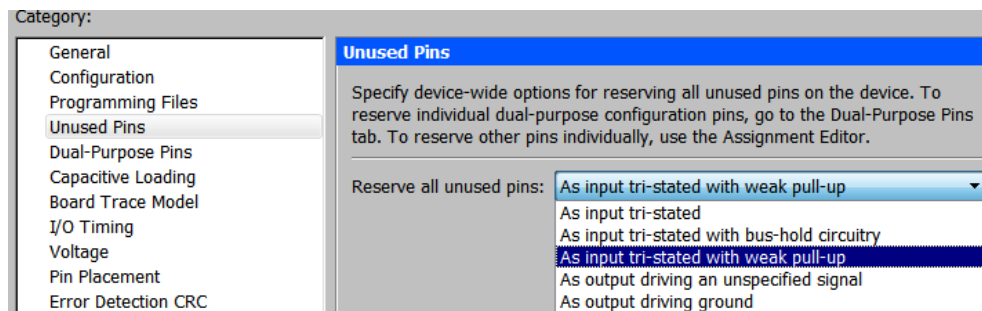 Category:
General
Configuration
Programming Files
Unused Pins
Dual-Purpose Pins
Capacitive Loading
Board Trace Model
I/O Timing
Voltage
Pin Placement
Error Detection CRC
Unused Pins
Specify device-wide options for reserving all unused pins on the device. To
reserve individual dual-purpose configuration pins, go to the Dual-Purpose Pins
tab. To reserve other pins individually, use the Assignment Editor.
Reserve all unused pins: As input tri-stated with weak pull-up
As input tri-stated
As input tri-stated with bus-hold circuitry
As input tri-stated with weak pull-up
As output driving an unspecified signal
As output driving ground